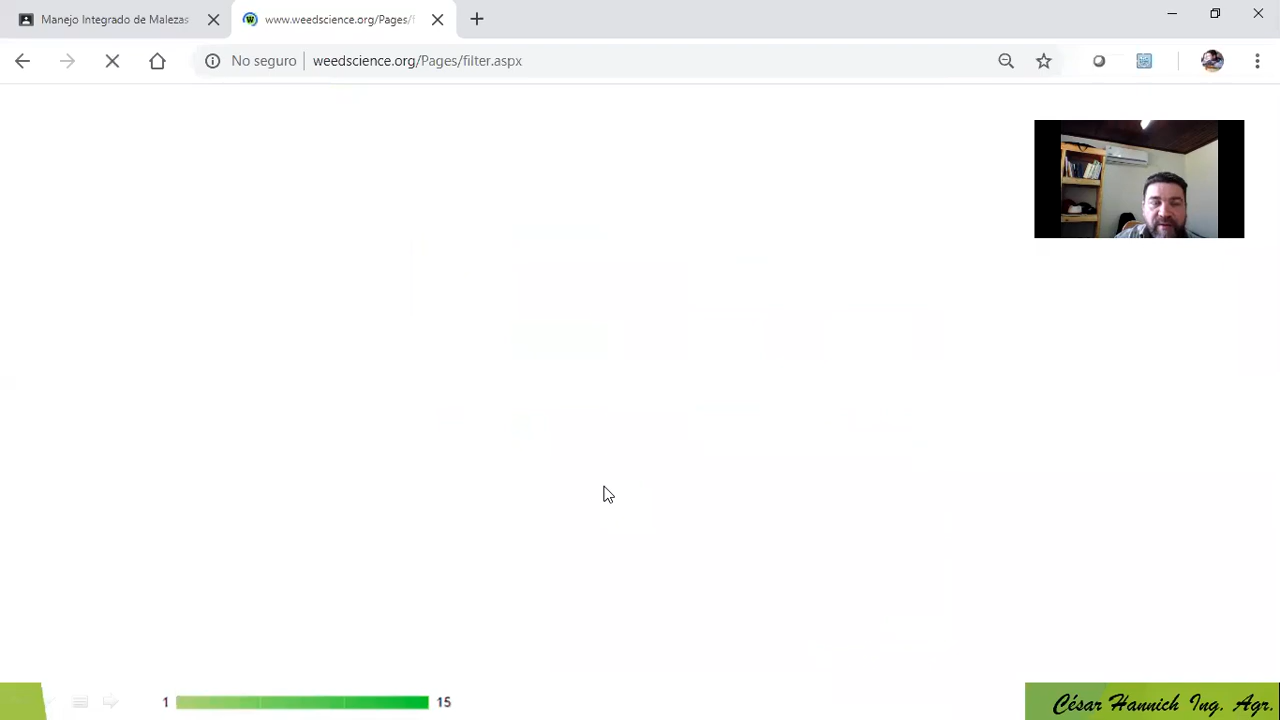 Manejo Integrado de Malezas
www.weedscience.org/Pages/f
No seguro
weedscience.org/Pages/filter.aspx
1
15
César Hannich Ing. Agr.